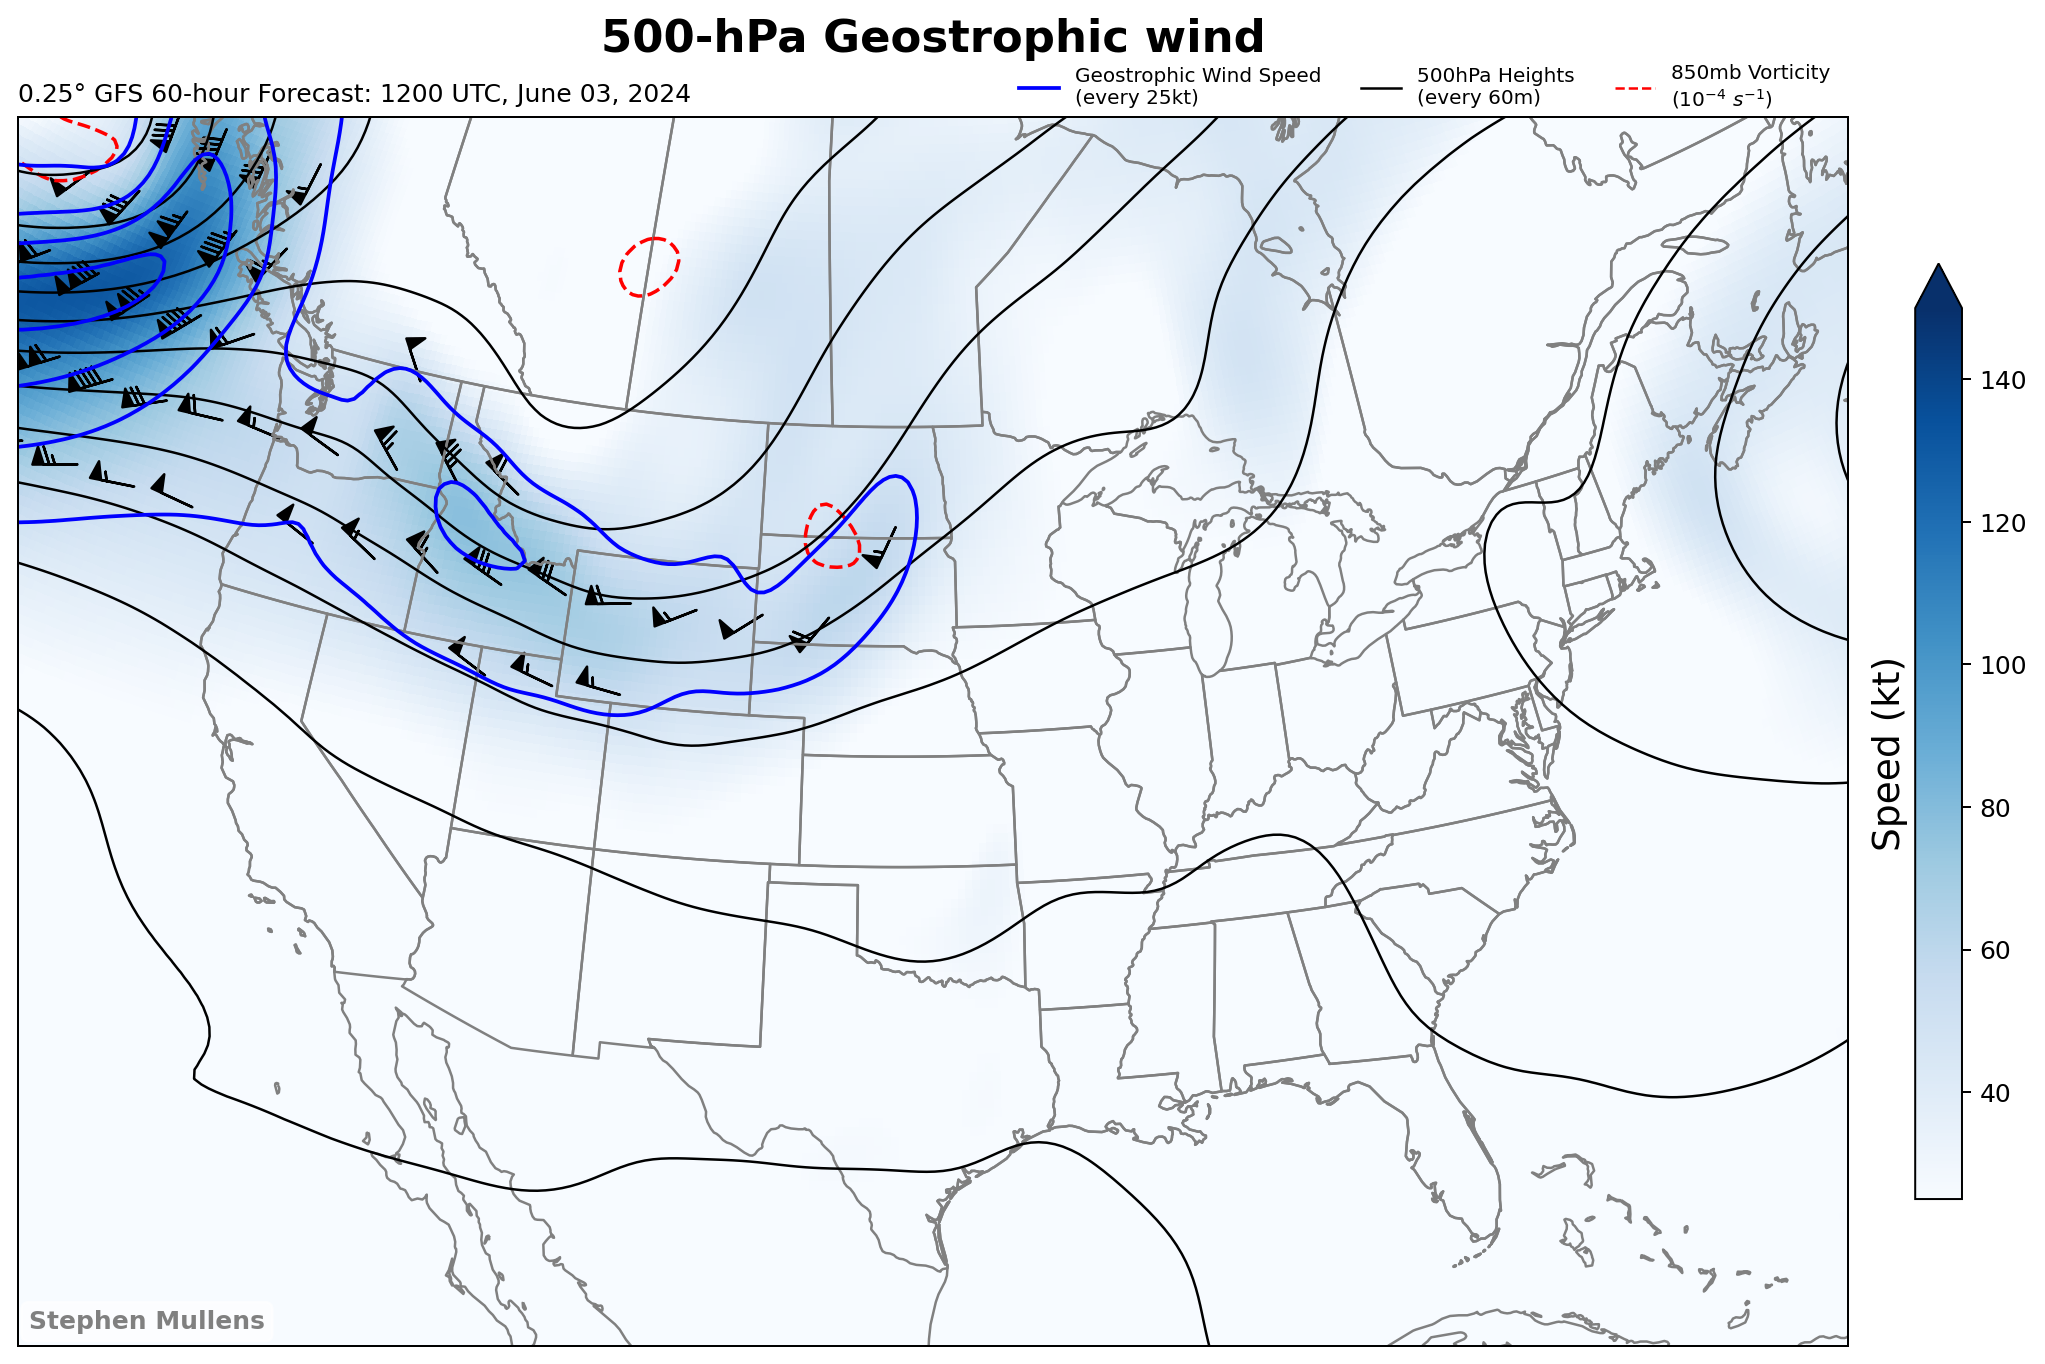 500-hPa Geostrophic wind
0.25° GFS 60-hour Forecast: 1200 UTC, June 03, 2024
Geostrophic Wind Speed
(every 25kt)
500hPa Heights
(every 60m)
850mb Vorticity
(10⁻⁴ s⁻¹)
140
120
100
80
60
40
Speed (kt)
Stephen Mullens